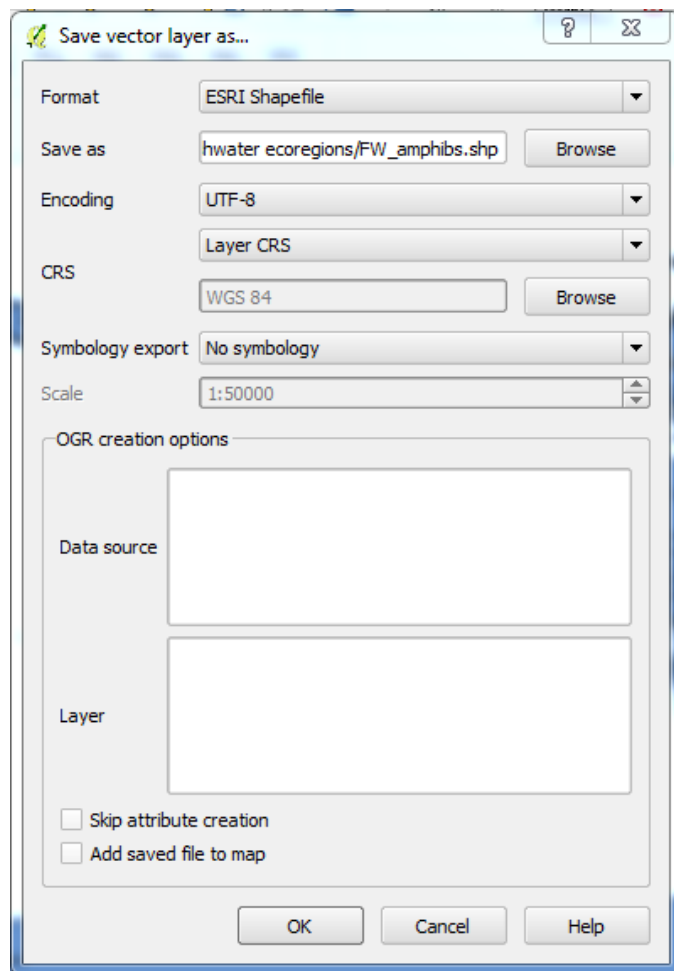 Save vector layer as...
Format ESRI Shapefile
Save as hwater ecoregions/FW_amphibs.shp Browse
Encoding UTF-8
Layer CRS
CRS
WGS 84 Browse
Symbology export No symbology
Scale 1:50000
OGR creation options
Data source
Layer
Skip attribute creation
Add saved file to map
OK Cancel Help